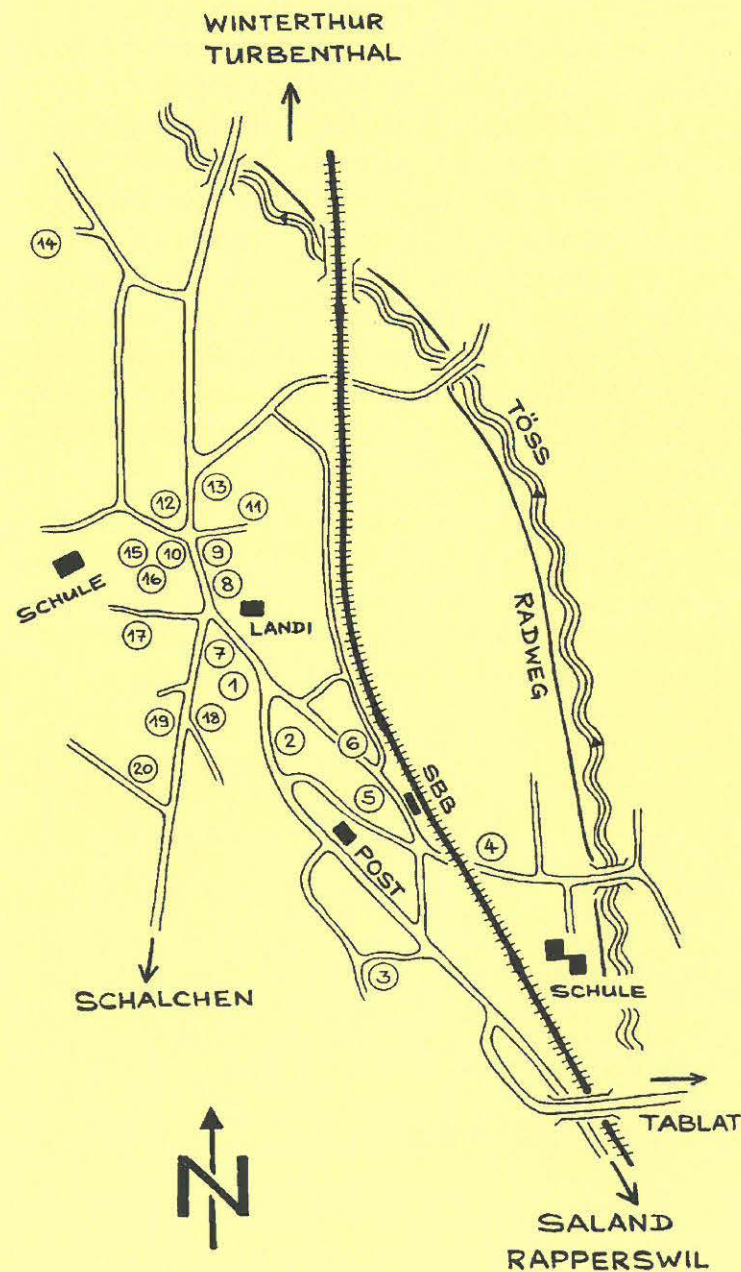 WINTERTHUR
TURBENTHAL
14
TÖSS
13
12
11
15
10
9
16
8
SCHULE
LANDI
RADWEG
17
7
1
19
18
2
6
20
5
SBB
4
POST
3
SCHULE
SCHALCHEN
TABLAT
N
SALAND
RAPPERSWIL